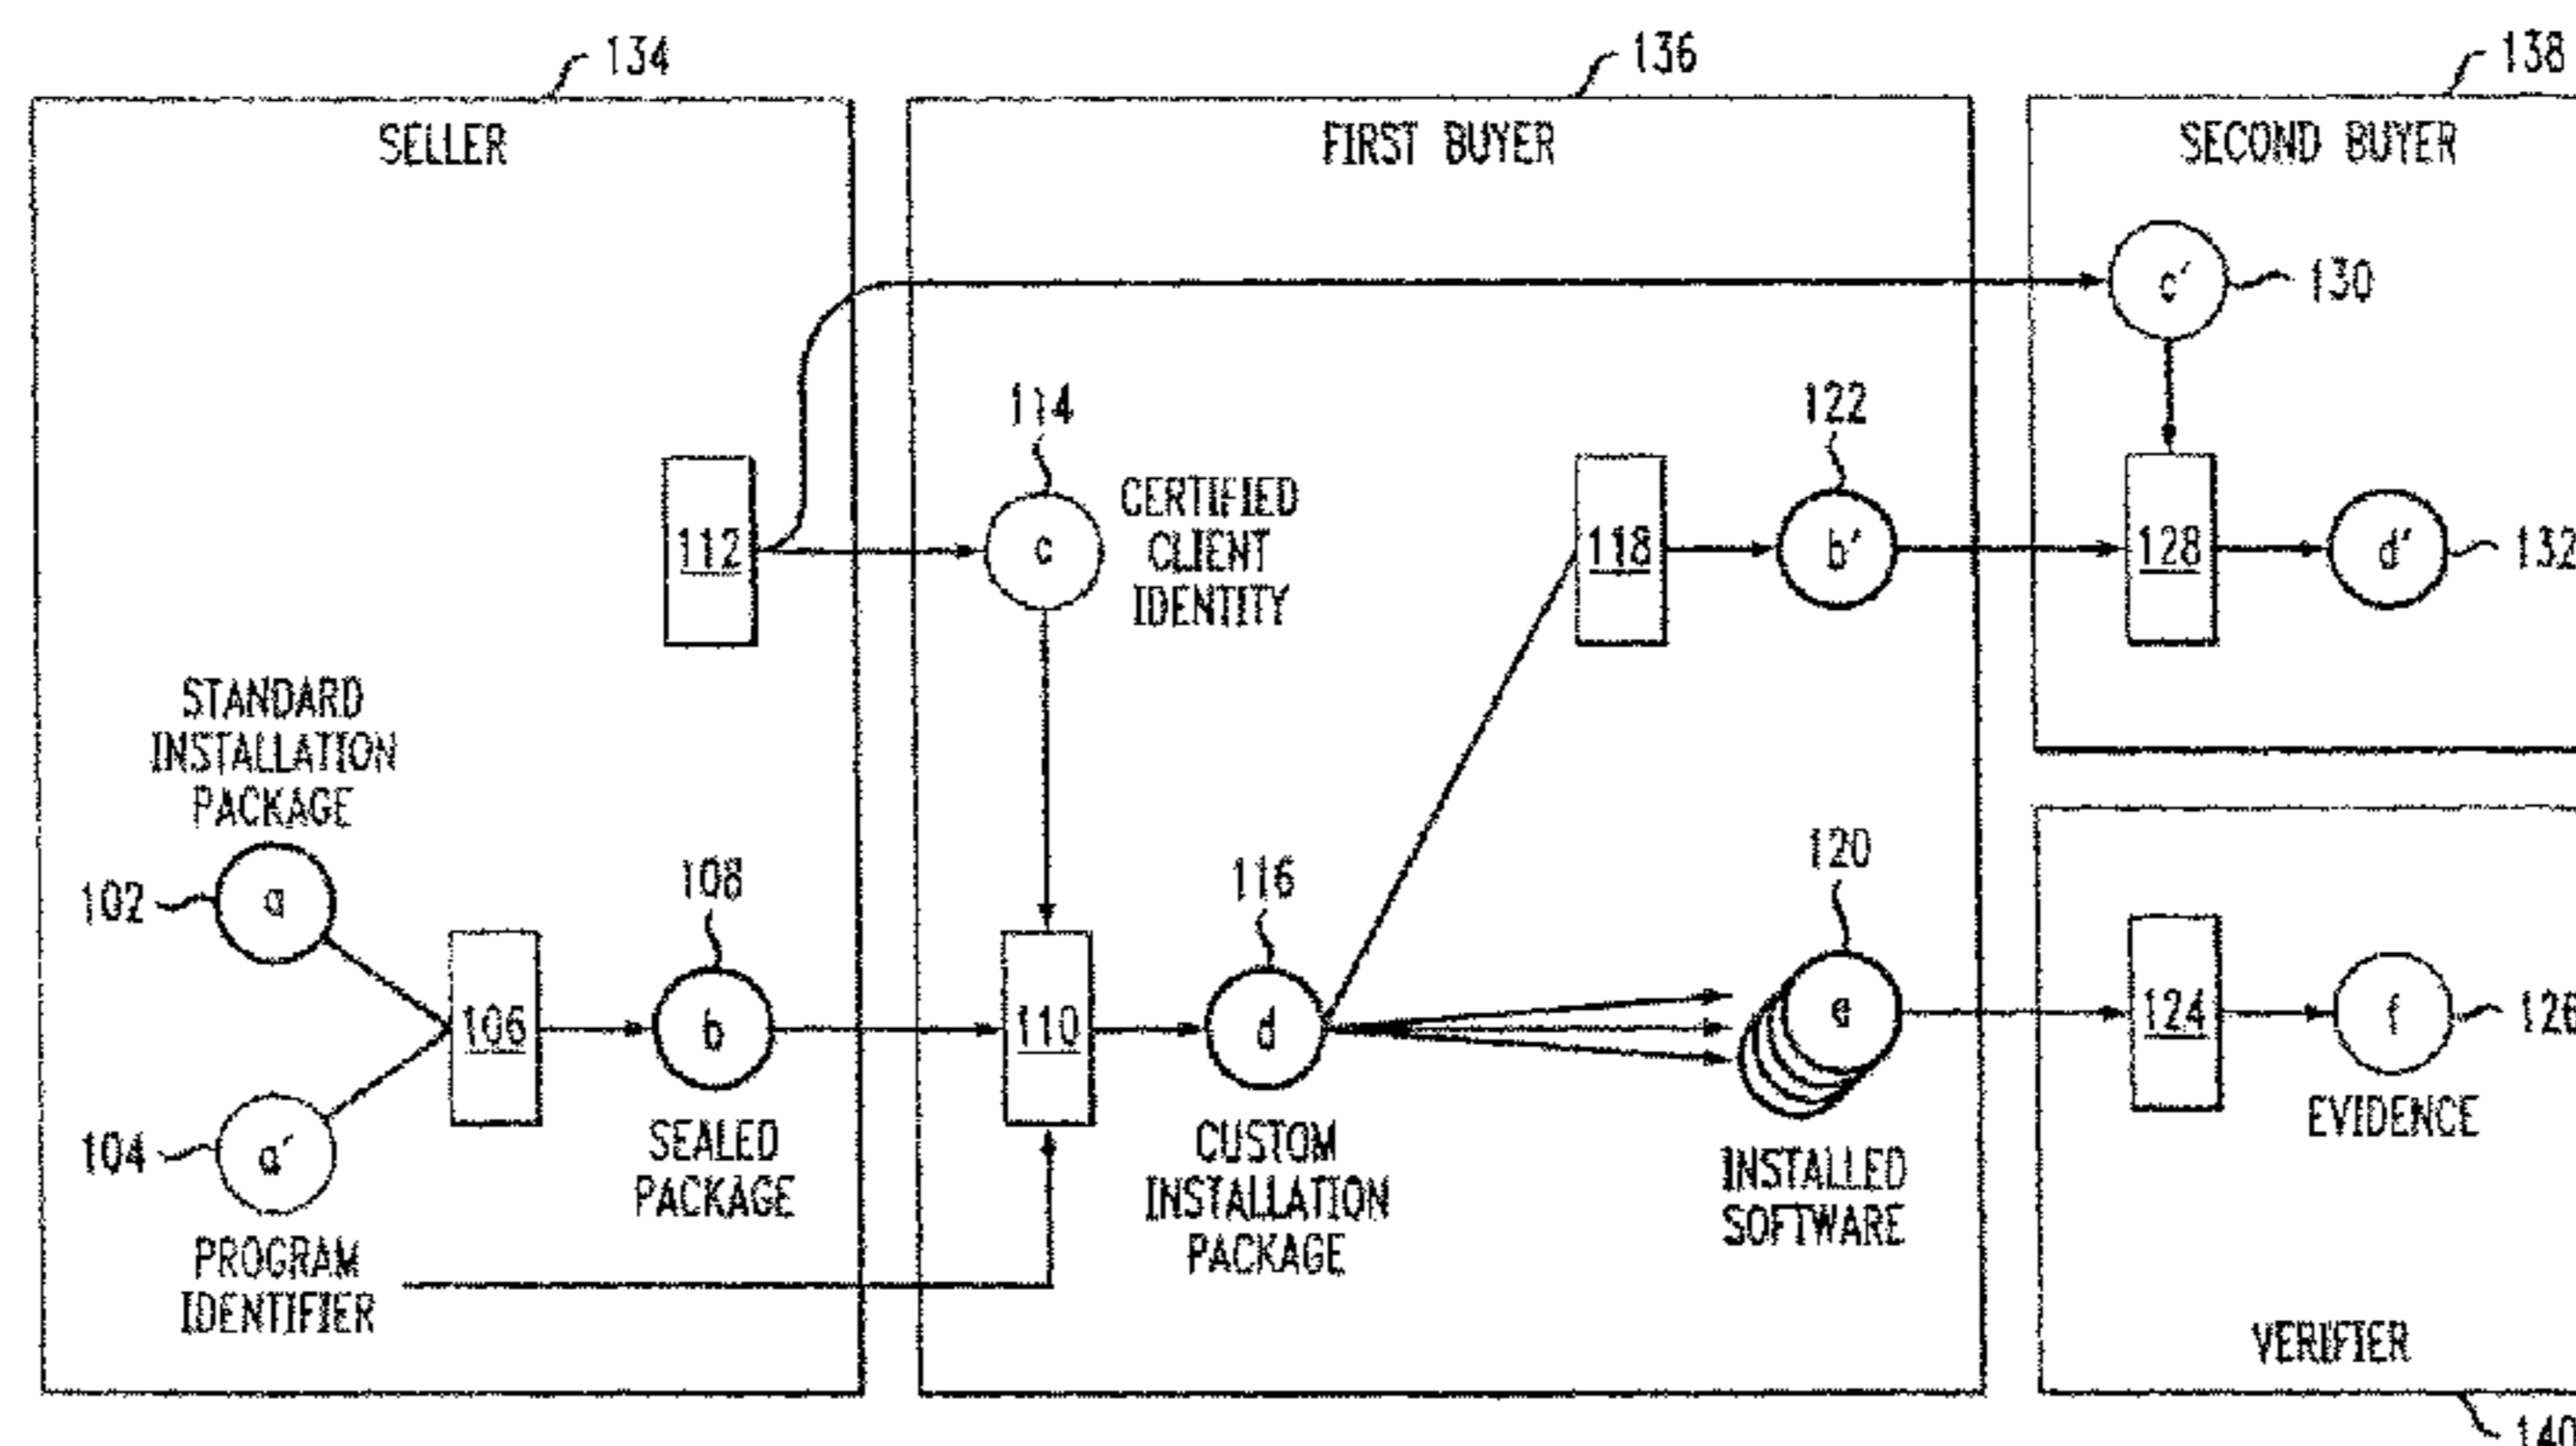 134
136
138
SELLER
FIRST BUYER
SECOND BUYER
c'
130
114
122
CERTIFIED
CLIENT
IDENTITY
112
c
118
b'
128
d'
132
STANDARD
INSTALLATION
PACKAGE
102
a
108
116
120
106
b
110
d
e
124
f
126
104
a'
SEALED
PACKAGE
CUSTOM
INSTALLATION
PACKAGE
INSTALLED
SOFTWARE
EVIDENCE
PROGRAM
IDENTIFIER
VERIFIER
140